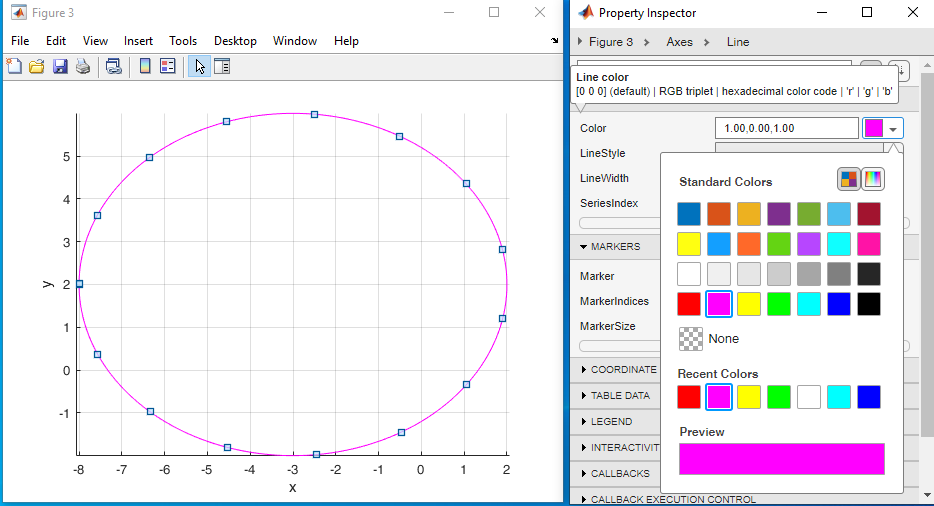 Figure 3
File Edit View Insert Tools Desktop Window Help
5
4
3
2
1
0
-1
y
-8 -7 -6 -5 -4 -3 -2 -1 0 1 2
x
Property Inspector
Figure 3 Axes Line
Line color
[0 0 0] (default) | RGB triplet | hexadecimal color code | 'r' | 'g' | 'b'
Color 1.00,0.00,1.00
LineStyle
LineWidth
SeriesIndex
MARKERS
Marker
MarkerIndices
MarkerSize
COORDINATE
TABLE DATA
LEGEND
INTERACTIVIT
CALLBACKS
CALLBACK EXECUTION CONTROL
Standard Colors
None
Recent Colors
Preview